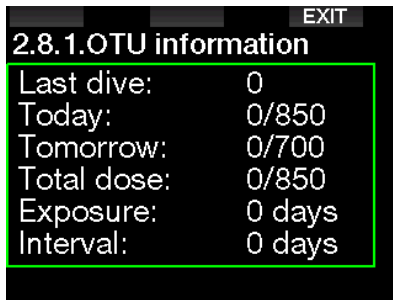 EXIT
2.8.1.OTU information
Last dive: 0
Today: 0/850
Tomorrow: 0/700
Total dose: 0/850
Exposure: 0 days
Interval: 0 days